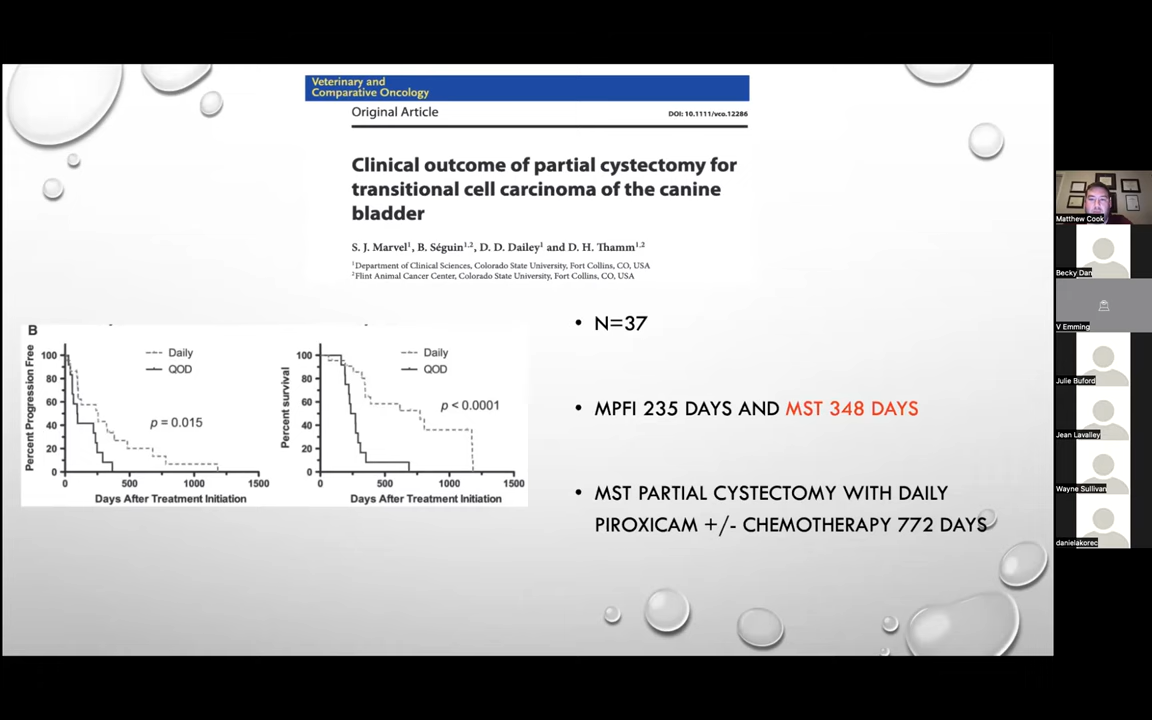 Veterinary and
Comparative Oncology
Original Article
DOI: 10.1111/vco.12286
Clinical outcome of partial cystectomy for
transitional cell carcinoma of the canine
bladder
S. J. Marvel¹, B. Séguin¹,², D. D. Dailey¹ and D. H. Thamm¹,²
¹Department of Clinical Sciences, Colorado State University, Fort Collins, CO, USA
²Flint Animal Cancer Center, Colorado State University, Fort Collins, CO, USA
B
Percent Progression Free
100
80
60
40
20
0
Daily
QOD
p = 0.015
0 500 1000 1500
Days After Treatment Initiation
Percent survival
100
80
60
40
20
0
Daily
QOD
p < 0.0001
0 500 1000 1500
Days After Treatment Initiation
• N=37
• MPFI 235 DAYS AND MST 348 DAYS
• MST PARTIAL CYSTECTOMY WITH DAILY
PIROXICAM +/- CHEMOTHERAPY 772 DAYS
Matthew Cook
Becky Dan
V Emming
Julie Buford
Jean Lavalley
Wayne Sullivan
danielakorec